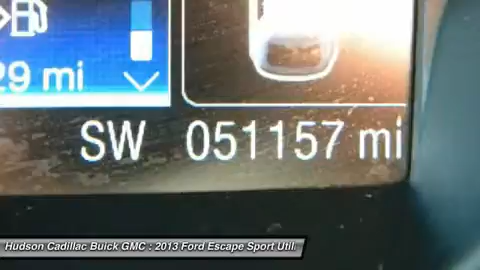 29 mi
SW 051157 mi
Hudson Cadillac Buick GMC : 2013 Ford Escape Sport Util.